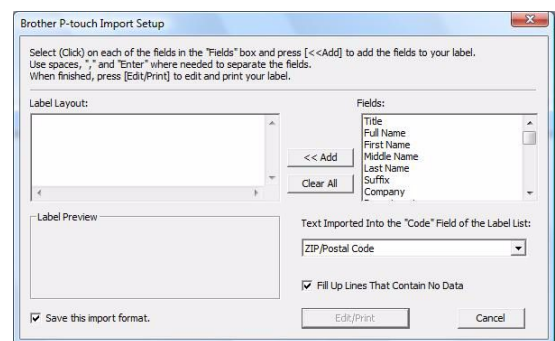 Brother P-touch Import Setup
Select (Click) on each of the fields in the "Fields" box and press [<<Add] to add the fields to your label.
Use spaces, "," and "Enter" where needed to separate the fields.
When finished, press [Edit/Print] to edit and print your label.
Label Layout:
Fields:
Title
Full Name
First Name
Middle Name
Last Name
Suffix
Company
<< Add
Clear All
Label Preview
Text Imported Into the "Code" Field of the Label List:
ZIP/Postal Code
Fill Up Lines That Contain No Data
Save this import format.
Edit/Print
Cancel